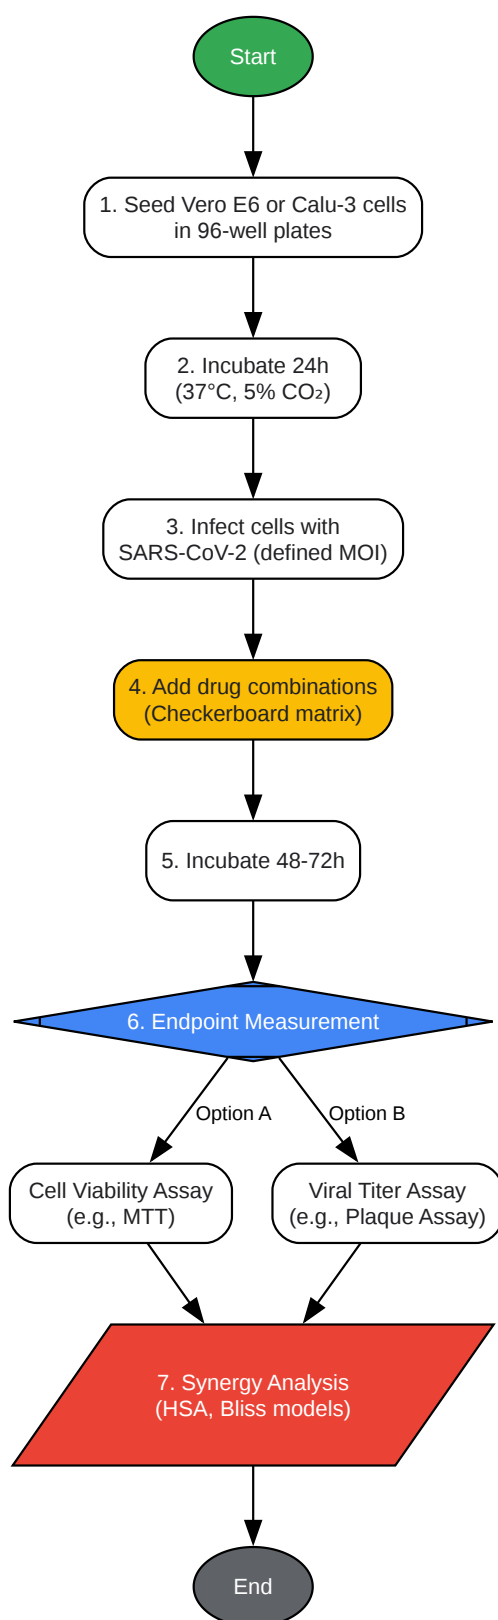 Start
1. Seed Vero E6 or Calu-3 cells
in 96-well plates
2. Incubate 24h
(37°C, 5% CO₂)
3. Infect cells with
SARS-CoV-2 (defined MOI)
4. Add drug combinations
(Checkerboard matrix)
5. Incubate 48-72h
6. Endpoint Measurement
Option A
Option B
Cell Viability Assay
(e.g., MTT)
Viral Titer Assay
(e.g., Plaque Assay)
7. Synergy Analysis
(HSA, Bliss models)
End